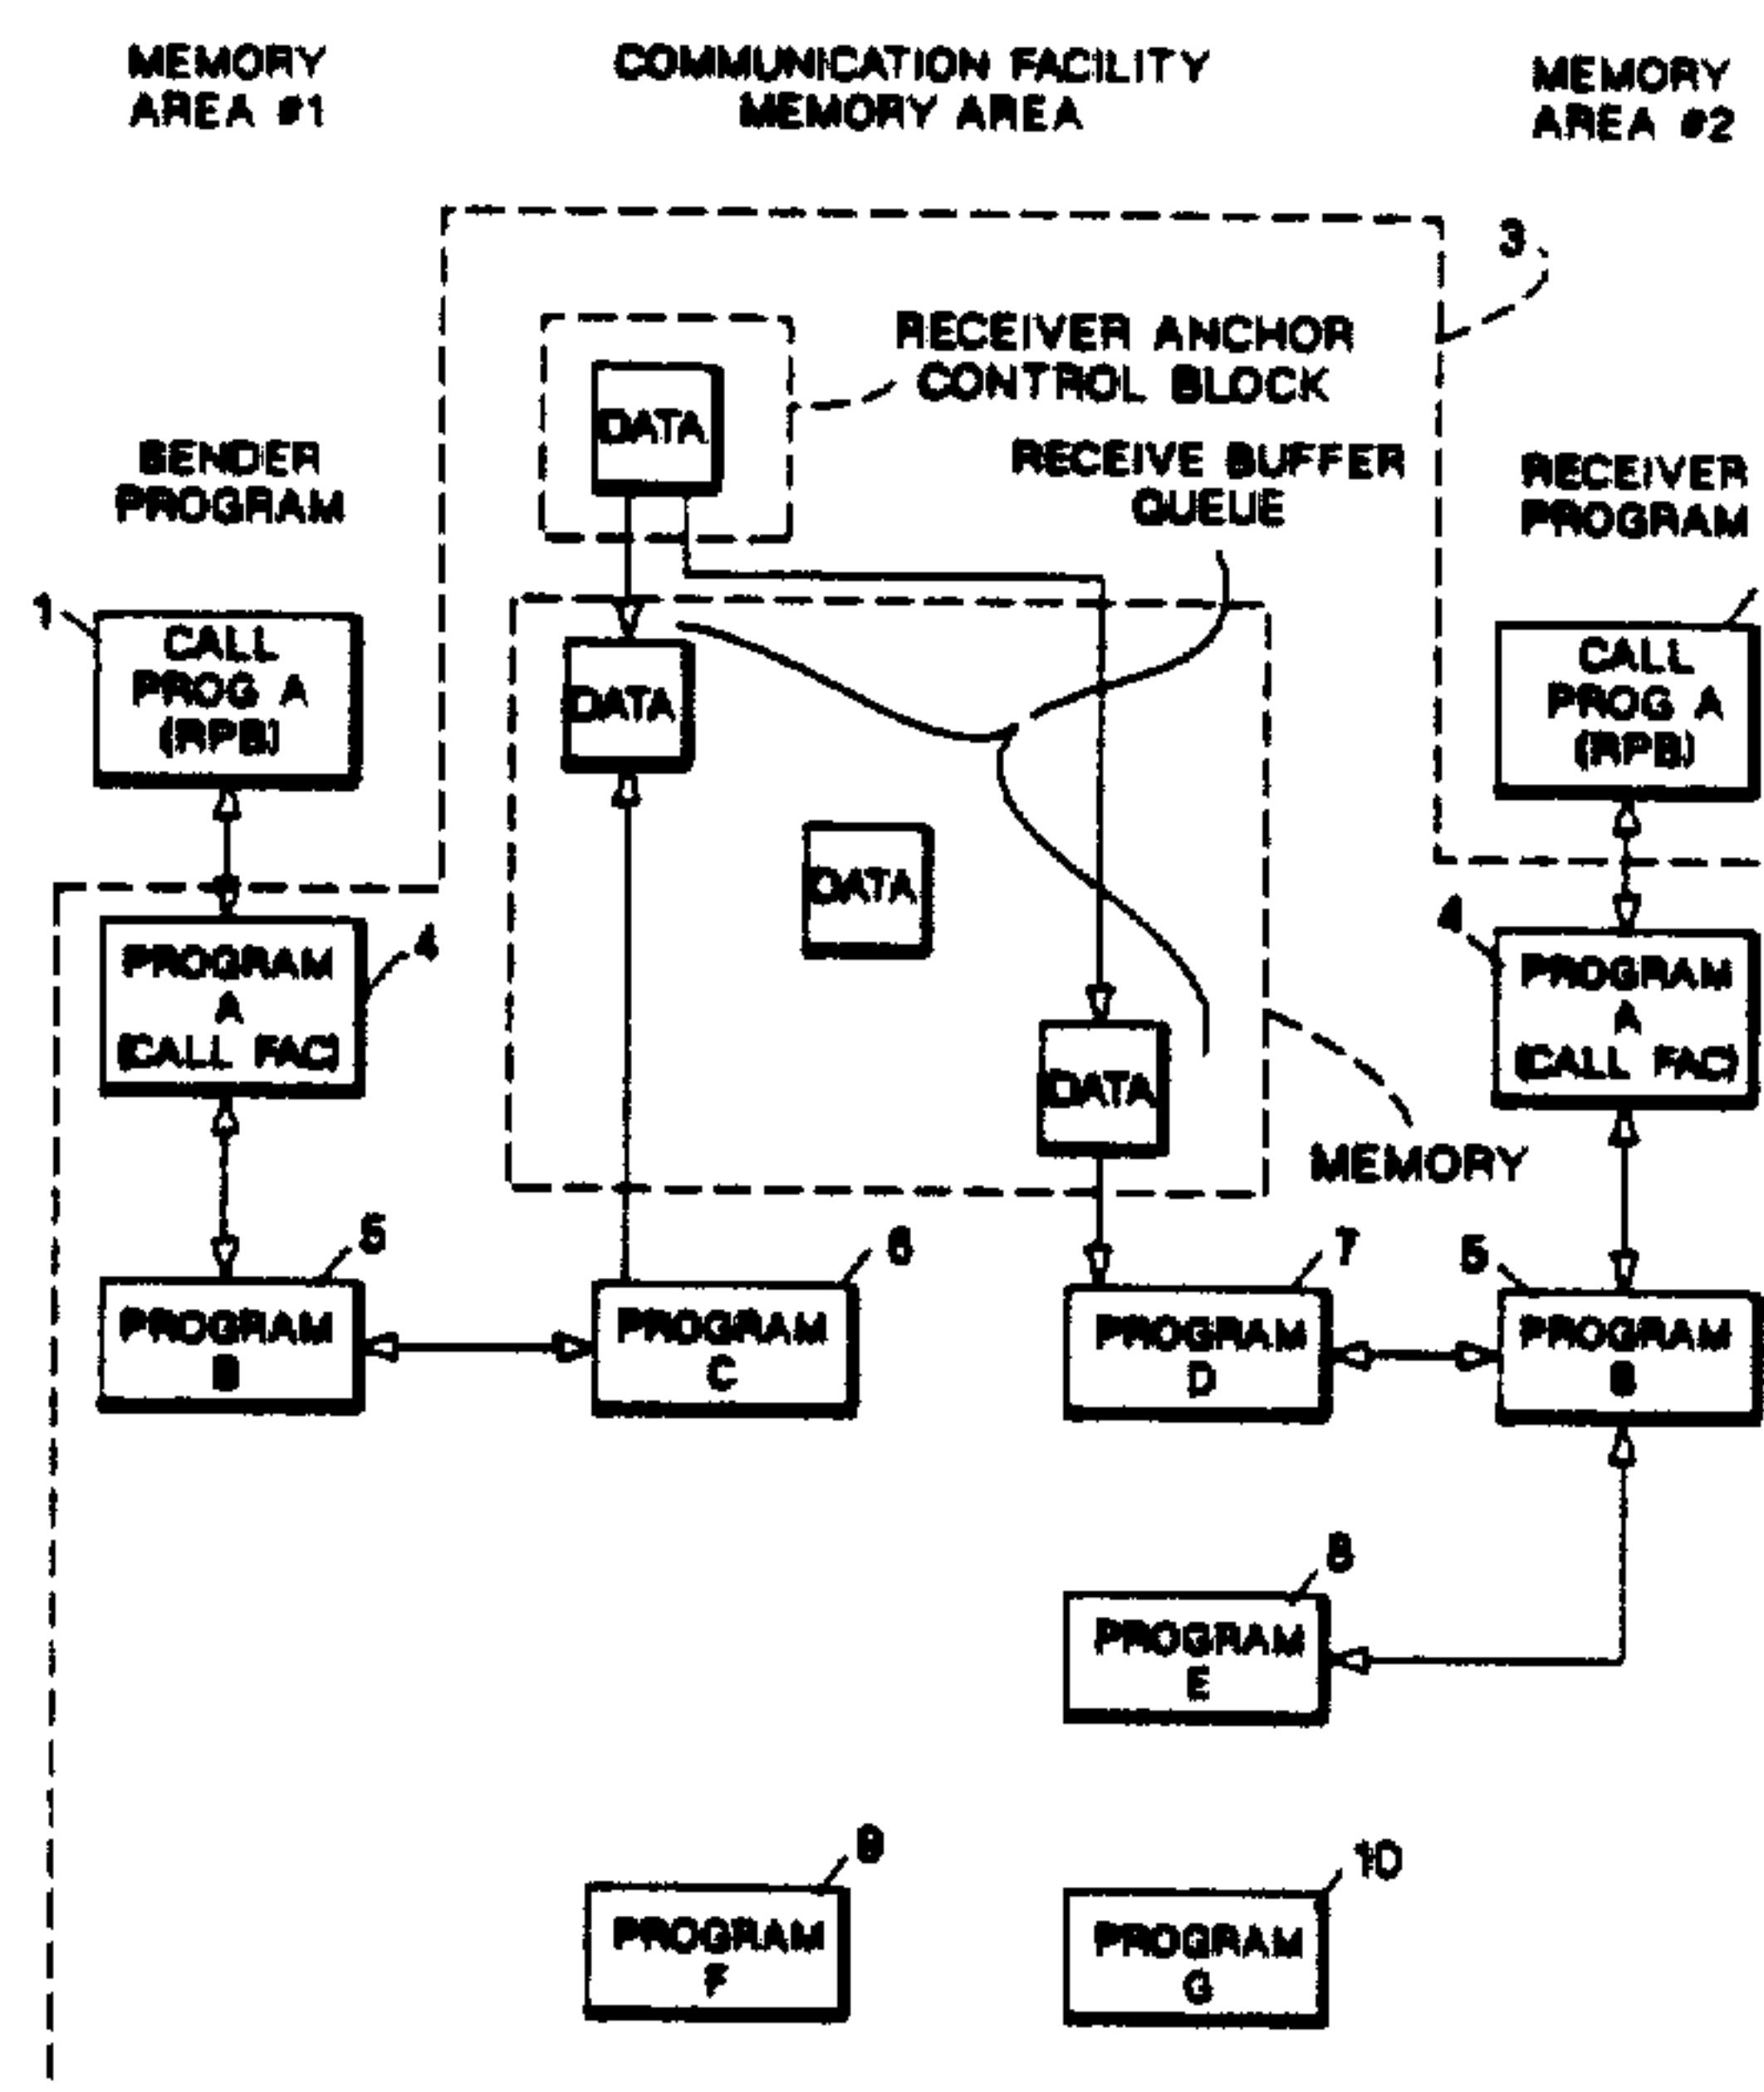 MEMORY
AREA #1
COMMUNICATION FACILITY
MEMORY AREA
MEMORY
AREA #2
3
RECEIVER ANCHOR
CONTROL BLOCK
DATA
SENDER
PROGRAM
RECEIVE BUFFER
QUEUE
RECEIVER
PROGRAM
1
CALL
PROG A
(RPB)
DATA
CALL
PROG A
(RPB)
DATA
PROGRAM
A
(CALL FAC)
4
4
PROGRAM
A
(CALL FAC)
DATA
MEMORY
5
PROGRAM
B
6
PROGRAM
C
7
PROGRAM
D
5
PROGRAM
B
8
PROGRAM
E
9
PROGRAM
F
10
PROGRAM
G